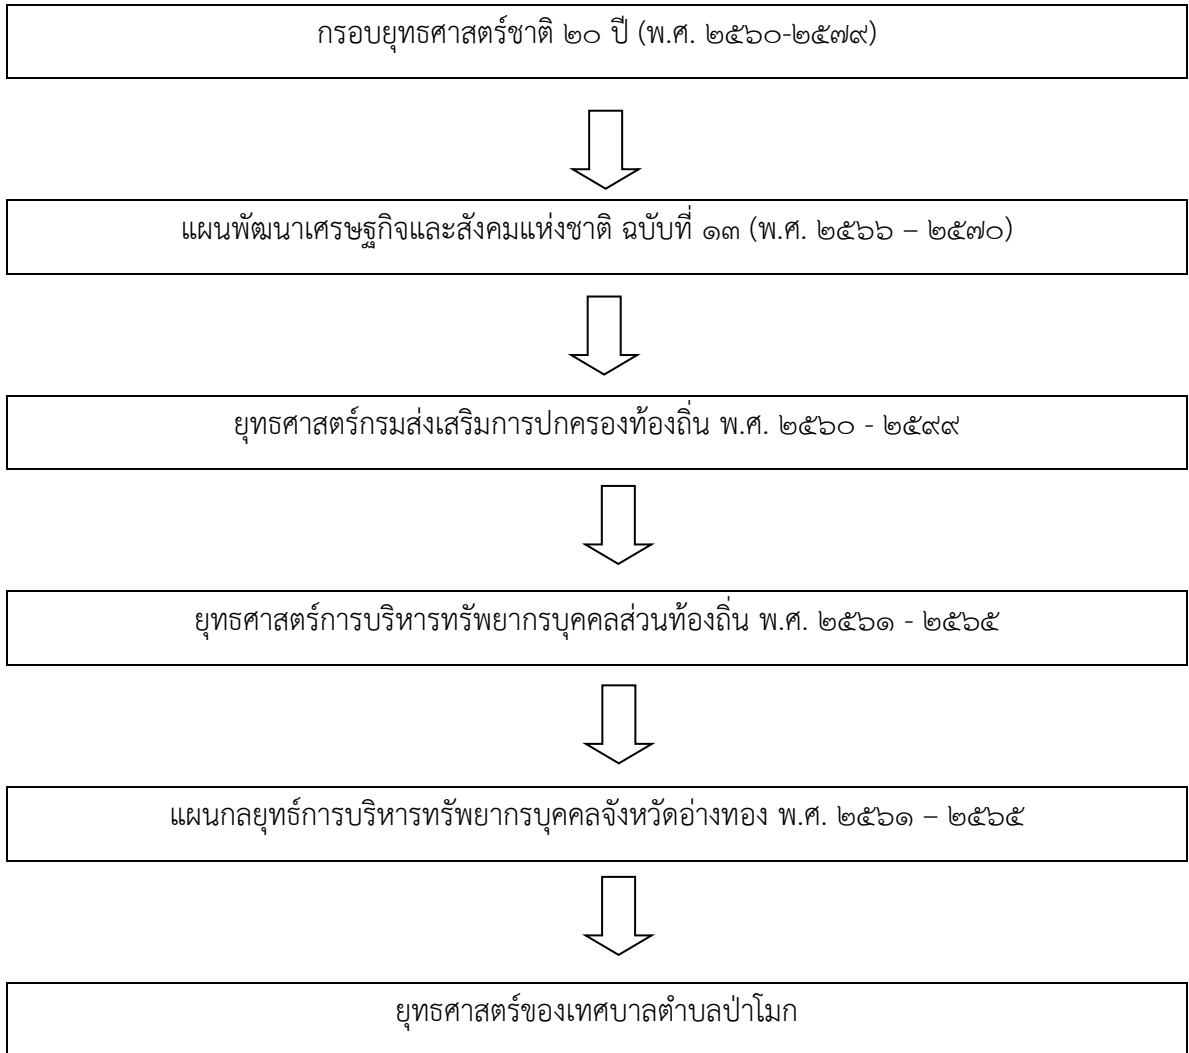 กรอบยุทธศาสตร์ชาติ ๒๐ ปี (พ.ศ. ๒๕๖๐-๒๕๗๙)
แผนพัฒนาเศรษฐกิจและสังคมแห่งชาติ ฉบับที่ ๑๓ (พ.ศ. ๒๕๖๖ – ๒๕๗๐)
ยุทธศาสตร์กรมส่งเสริมการปกครองท้องถิ่น พ.ศ. ๒๕๖๐ - ๒๕๙๙
ยุทธศาสตร์การบริหารทรัพยากรบุคคลส่วนท้องถิ่น พ.ศ. ๒๕๖๑ - ๒๕๖๕
แผนกลยุทธ์การบริหารทรัพยากรบุคคลจังหวัดอ่างทอง พ.ศ. ๒๕๖๑ – ๒๕๖๕
ยุทธศาสตร์ของเทศบาลตำบลป่าโมก